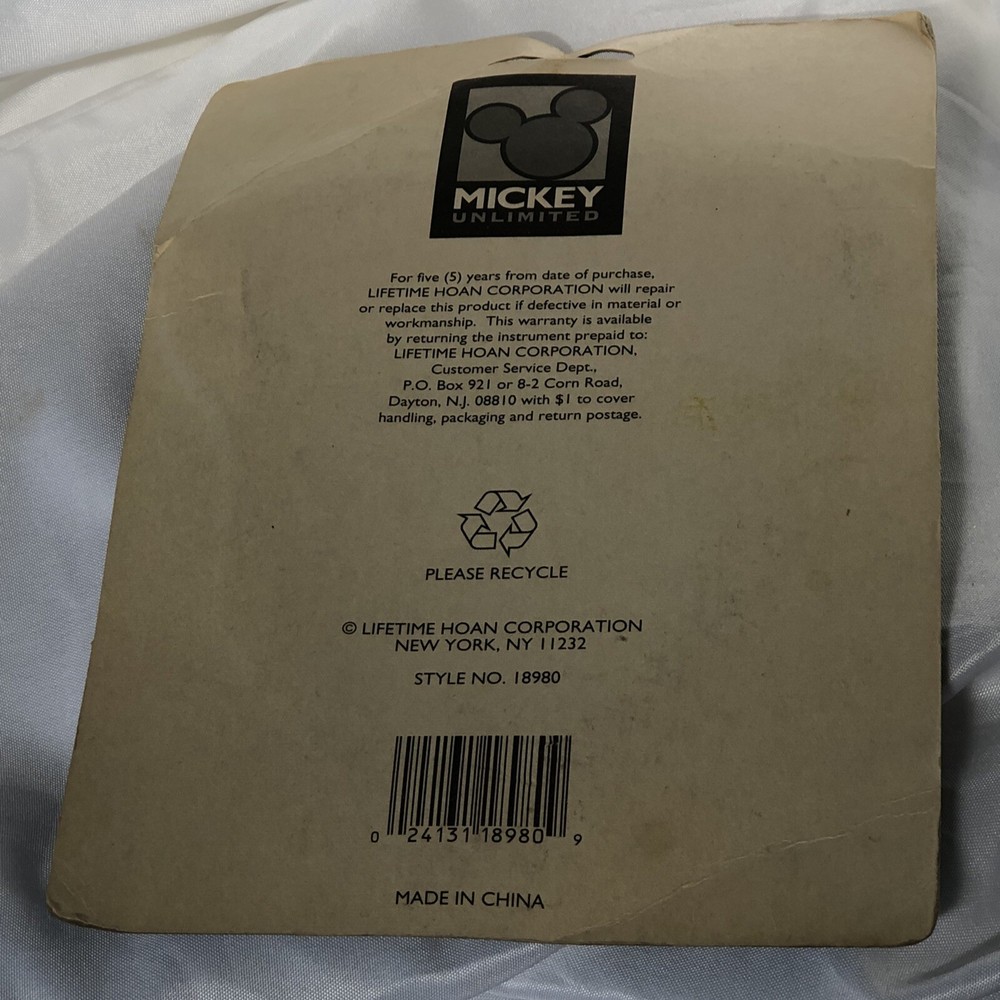 MICKEY
UNLIMITED
For five (5) years from date of purchase,
LIFETIME HOAN CORPORATION will repair
or replace this product if defective in material or
workmanship. This warranty is available
by returning the instrument prepaid to:
LIFETIME HOAN CORPORATION,
Customer Service Dept.,
P.O. Box 921 or 8-2 Corn Road,
Dayton, N.J. 08810 with $1 to cover
handling, packaging and return postage.
PLEASE RECYCLE
© LIFETIME HOAN CORPORATION
NEW YORK, NY 11232
STYLE NO. 18980
0 24131 18980 9
MADE IN CHINA